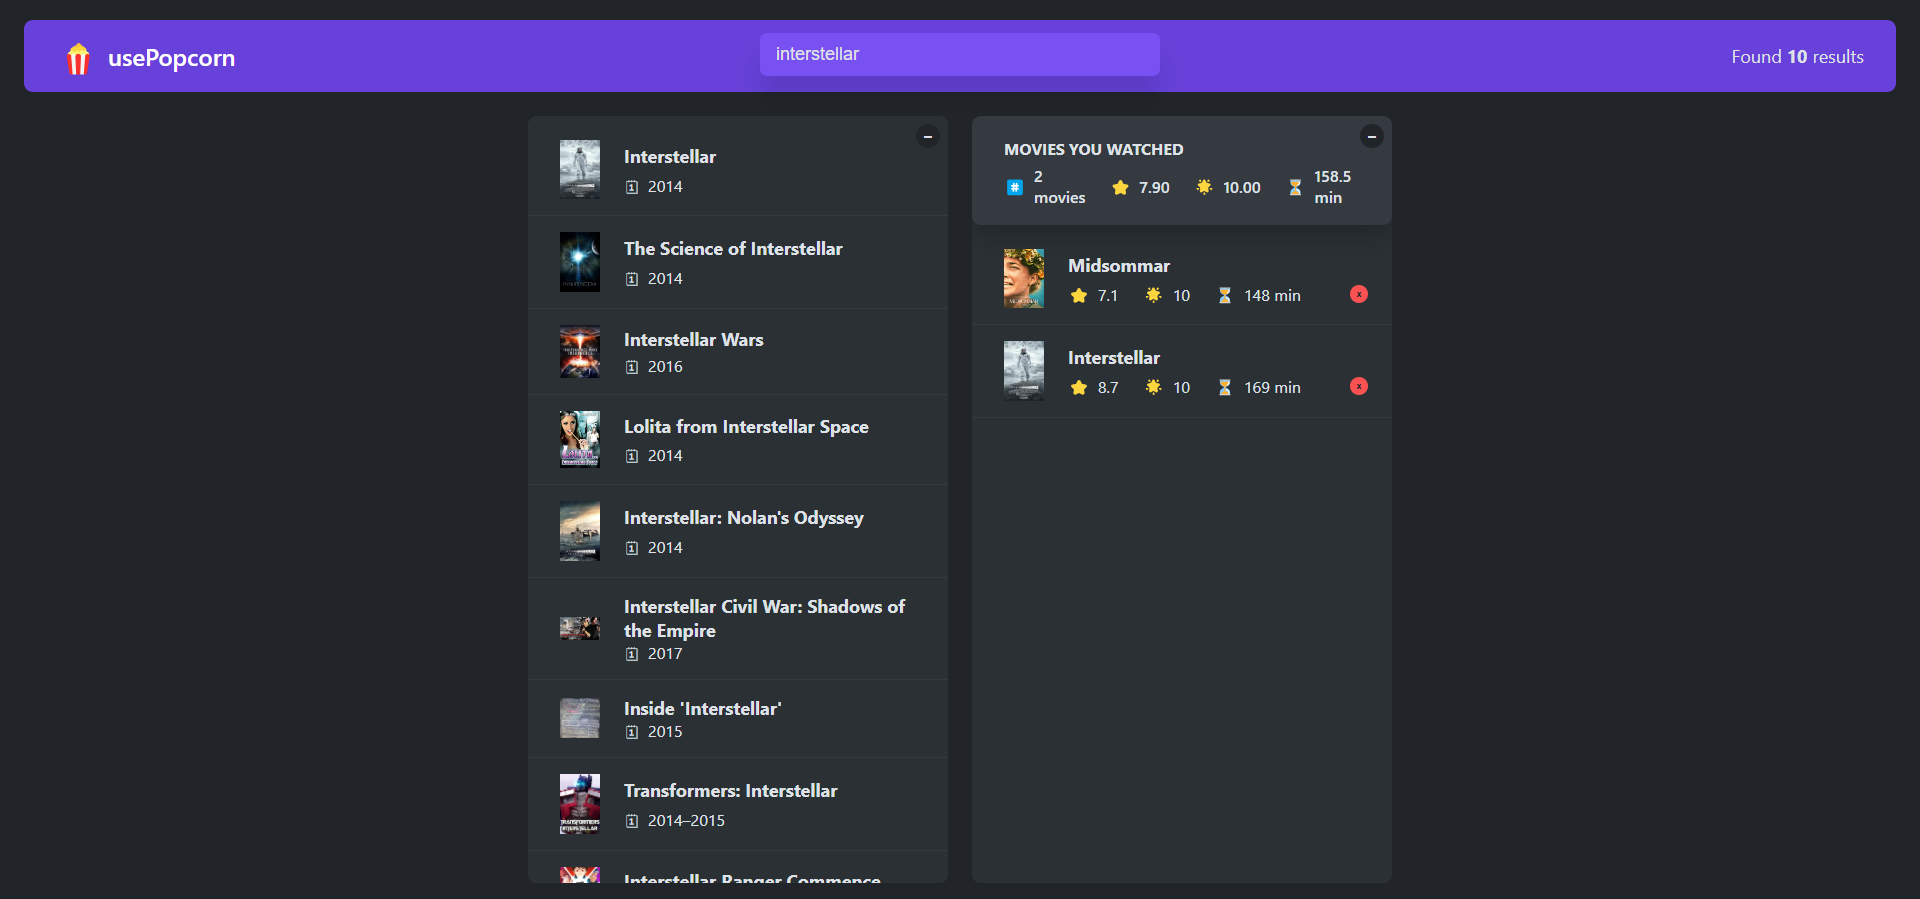 usePopcorn
interstellar
Found 10 results
Interstellar
2014
The Science of Interstellar
2014
Interstellar Wars
2016
Lolita from Interstellar Space
2014
Interstellar: Nolan's Odyssey
2014
Interstellar Civil War: Shadows of
the Empire
2017
Inside 'Interstellar'
2015
Transformers: Interstellar
2014–2015
Interstellar Ranger Commence
MOVIES YOU WATCHED
2 movies
7.90
10.00
158.5 min
Midsommar
7.1 10 148 min x
Interstellar
8.7 10 169 min x